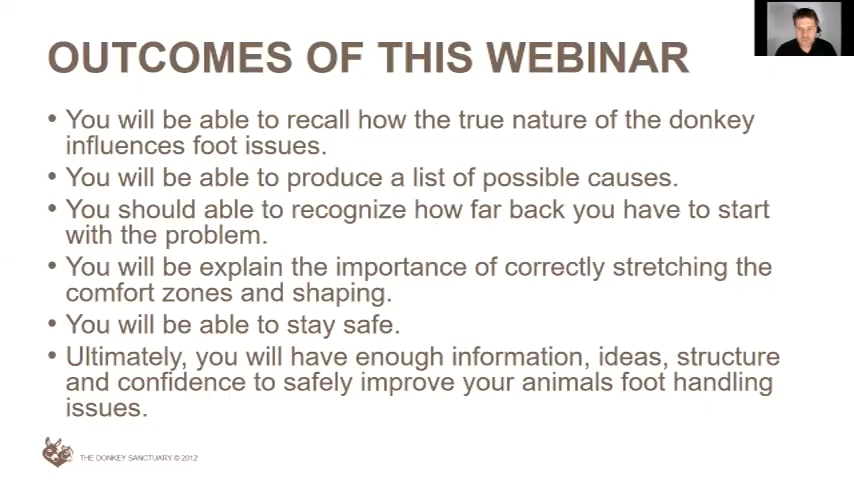 OUTCOMES OF THIS WEBINAR
• You will be able to recall how the true nature of the donkey
influences foot issues.
• You will be able to produce a list of possible causes.
• You should able to recognize how far back you have to start
with the problem.
• You will be explain the importance of correctly stretching the
comfort zones and shaping.
• You will be able to stay safe.
• Ultimately, you will have enough information, ideas, structure
and confidence to safely improve your animals foot handling
issues.
THE DONKEY SANCTUARY © 2012